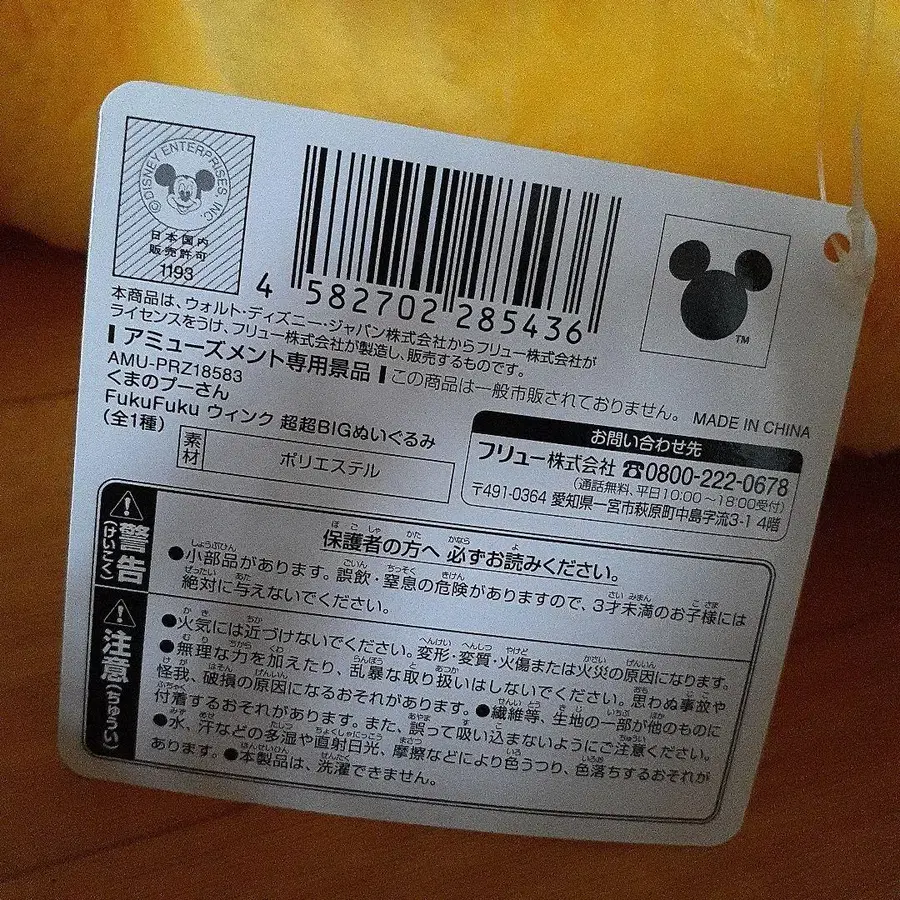 ©DISNEY ENTERPRISES INC
日本国内
販売許可
1193
4 582702 285436
TM
本商品は、ウォルト・ディズニー・ジャパン株式会社からフリュー株式会社が
ライセンスをうけ、フリュー株式会社が製造し、販売するものです。
アミューズメント専用景品 この商品は一般市販されておりません。
MADE IN CHINA
AMU-PRZ18583
くまのプーさん
FukuFuku ウィンク 超超BIGぬいぐるみ
(全1種)
素材 ポリエステル
お問い合わせ先
フリュー株式会社 ☎0800-222-0678
(通話無料、平日10:00~18:00受付)
〒491-0364 愛知県一宮市萩原町中島字流3-1 4階
警告
(けいこく)
保護者の方へ 必ずお読みください。
●小部品があります。誤飲・窒息の危険がありますので、3才未満のお子様には
絶対に与えないでください。
注意
(ちゅうい)
●火気には近づけないでください。変形・変質・火傷または火災の原因になります。
●無理な力を加えたり、乱暴な取り扱いはしないでください。思わぬ事故や
怪我、破損の原因になるおそれがあります。●繊維等、生地の一部が他のものに
付着するおそれがあります。また、誤って吸い込まないようにご注意ください。
●水、汗などの多湿や直射日光、摩擦などにより色うつり、色落ちするおそれが
あります。●本製品は、洗濯できません。